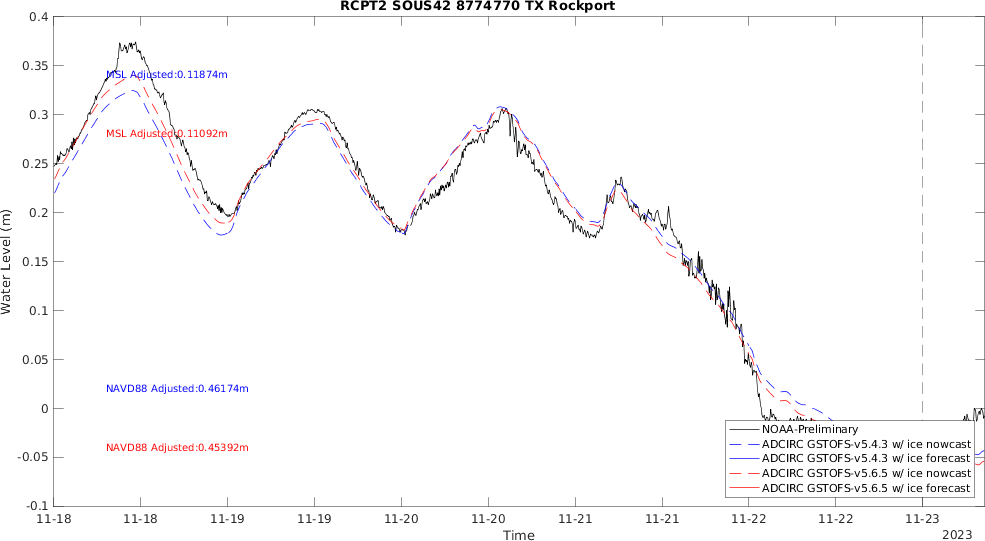 RCPT2 SOUS42 8774770 TX Rockport
0.4
0.35
MSL Adjusted:0.11874m
0.3
MSL Adjusted:0.11092m
0.25
0.2
0.15
Water Level (m)
0.1
0.05
NAVD88 Adjusted:0.46174m
0
NOAA-Preliminary
ADCIRC GSTOFS-v5.4.3 w/ ice nowcast
ADCIRC GSTOFS-v5.4.3 w/ ice forecast
ADCIRC GSTOFS-v5.6.5 w/ ice nowcast
ADCIRC GSTOFS-v5.6.5 w/ ice forecast
NAVD88 Adjusted:0.45392m
-0.05
-0.1
11-18 11-18 11-19 11-19 11-20 11-20 11-21 11-21 11-22 11-22 11-23
Time
2023